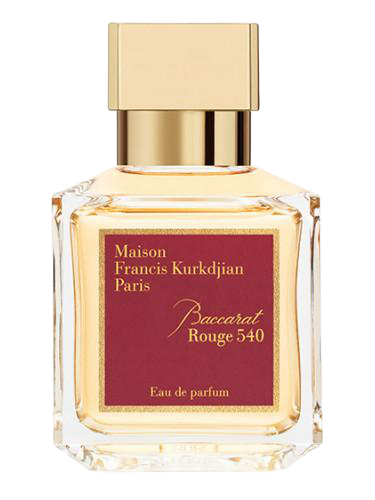 Maison
Francis Kurkdjian
Paris
Baccarat
Rouge 540
Eau de parfum